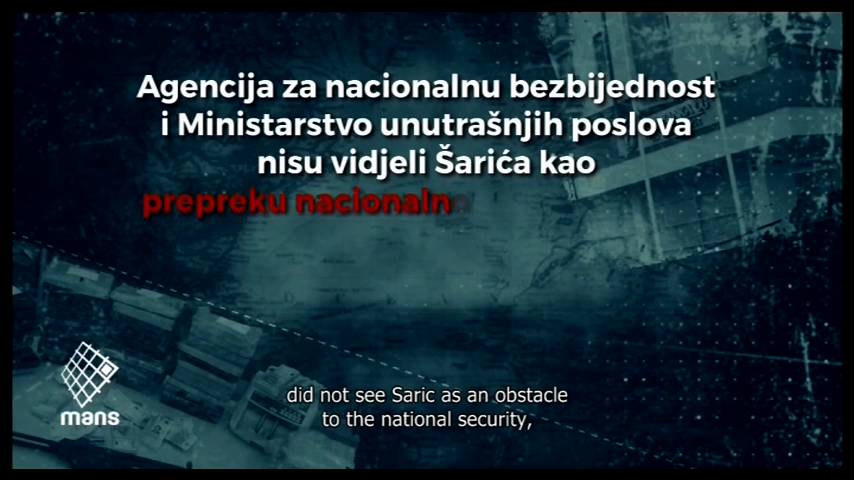 Agencija za nacionalnu bezbijednost
i Ministarstvo unutrašnjih poslova
nisu vidjeli Šarića kao
prepreku nacionaln
mans
did not see Saric as an obstacle
to the national security,